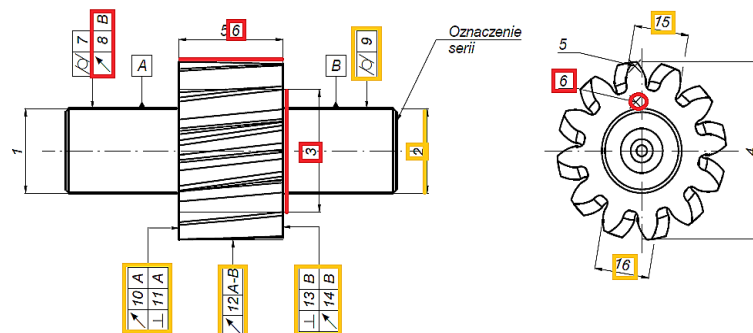 7
8 B
A
56
B
9
Oznaczenie
serii
15
5
6
1
3
2
4
10 A
11 A
12 A-B
13 B
14 B
16